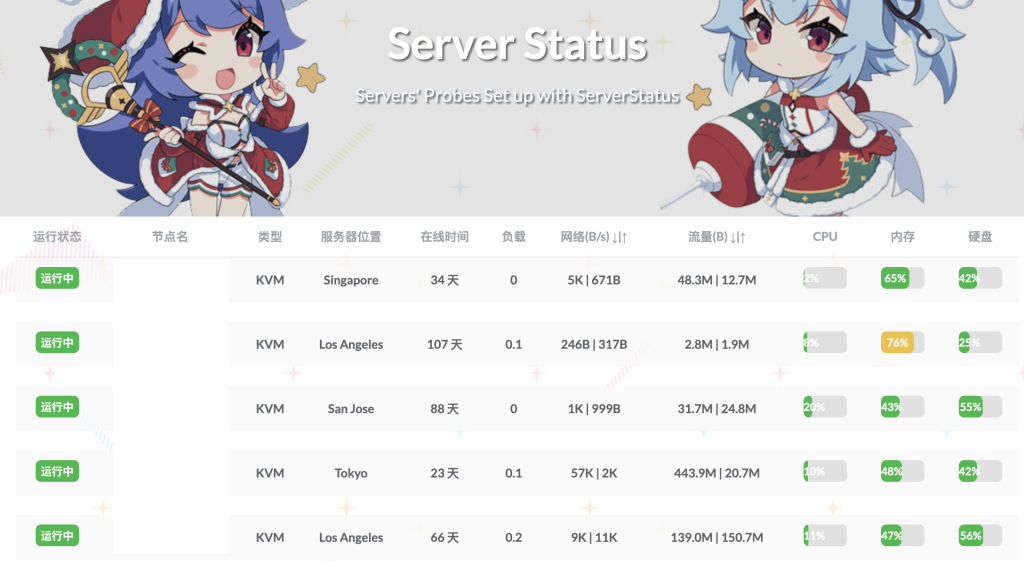 Server Status
Servers' Probes Set up with ServerStatus
运行状态 节点名 类型 服务器位置 在线时间 负载 网络(B/s) ↓|↑ 流量(B) ↓|↑ CPU 内存 硬盘
运行中 KVM Singapore 34 天 0 5K | 671B 48.3M | 12.7M 2% 65% 42%
运行中 KVM Los Angeles 107 天 0.1 246B | 317B 2.8M | 1.9M 8% 76% 25%
运行中 KVM San Jose 88 天 0 1K | 999B 31.7M | 24.8M 20% 43% 55%
运行中 KVM Tokyo 23 天 0.1 57K | 2K 443.9M | 20.7M 10% 48% 42%
运行中 KVM Los Angeles 66 天 0.2 9K | 11K 139.0M | 150.7M 11% 47% 56%